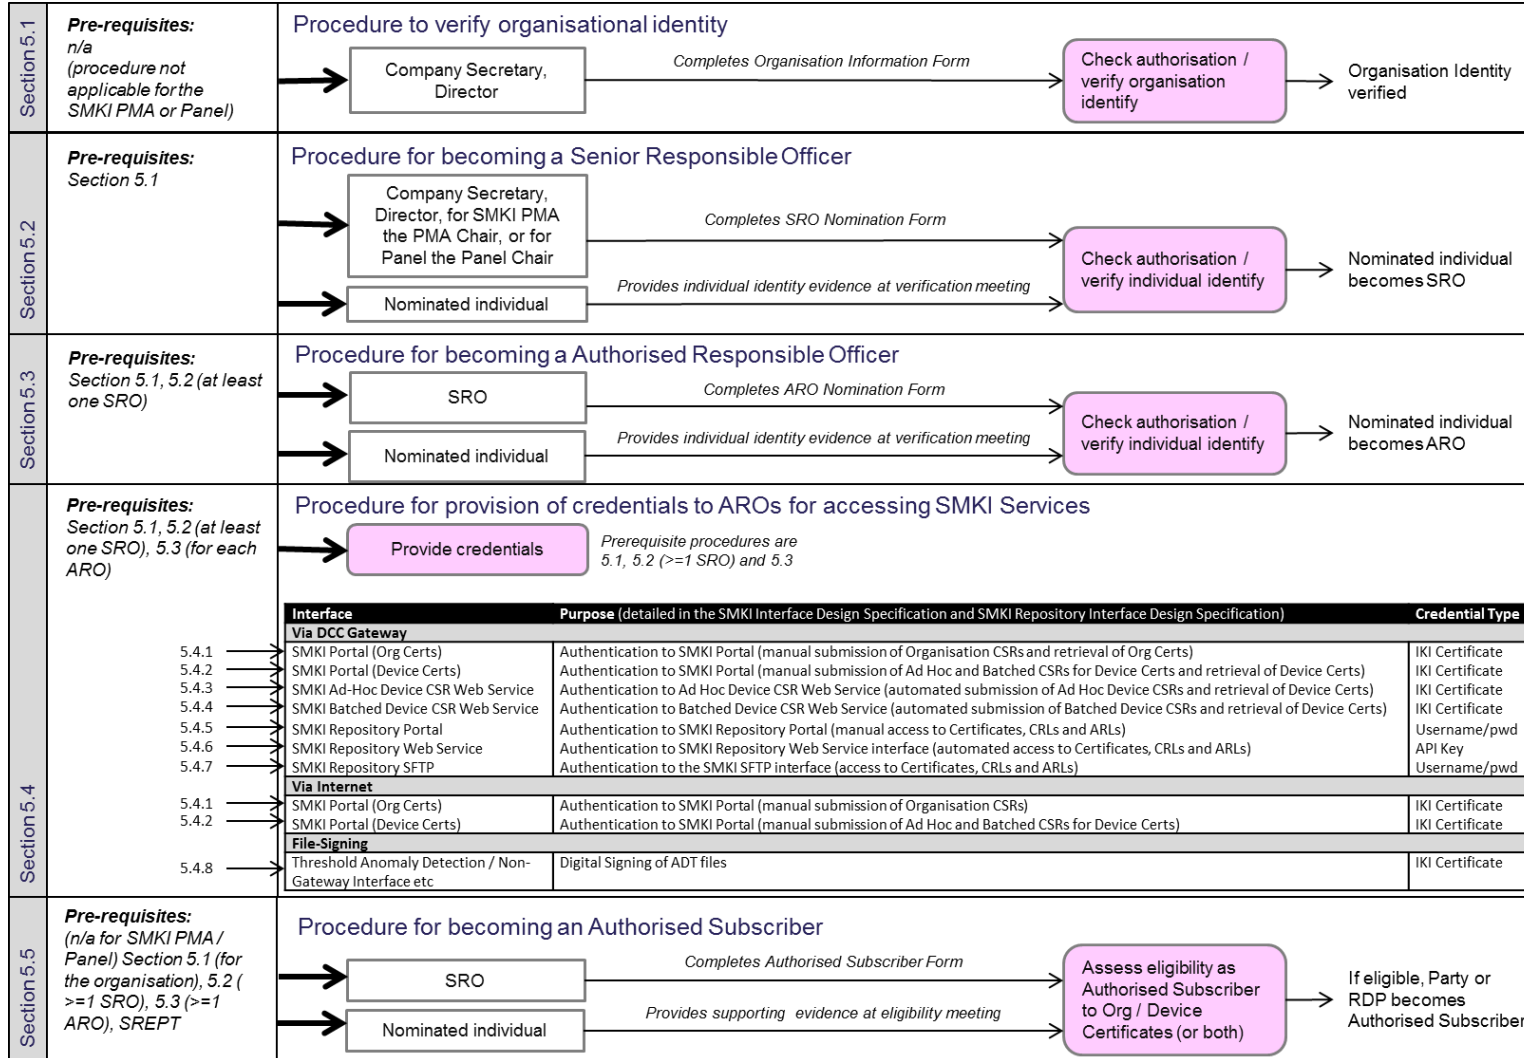 Section 5.1
Pre-requisites:
n/a
(procedure not
applicable for the
SMKI PMA or Panel)
Procedure to verify organisational identity
Company Secretary,
Director
Completes Organisation Information Form
Check authorisation /
verify organisation
identify
Organisation Identity
verified
Section 5.2
Pre-requisites:
Section 5.1
Procedure for becoming a Senior Responsible Officer
Company Secretary,
Director, for SMKI PMA
the PMA Chair, or for
Panel the Panel Chair
Completes SRO Nomination Form
Nominated individual
Provides individual identity evidence at verification meeting
Check authorisation /
verify individual identify
Nominated individual
becomes SRO
Section 5.3
Pre-requisites:
Section 5.1, 5.2 (at least
one SRO)
Procedure for becoming a Authorised Responsible Officer
SRO
Completes ARO Nomination Form
Nominated individual
Provides individual identity evidence at verification meeting
Check authorisation /
verify individual identify
Nominated individual
becomes ARO
Section 5.4
Pre-requisites:
Section 5.1, 5.2 (at least
one SRO), 5.3 (for each
ARO)
Procedure for provision of credentials to AROs for accessing SMKI Services
Provide credentials
Prerequisite procedures are
5.1, 5.2 (>=1 SRO) and 5.3
Interface Purpose (detailed in the SMKI Interface Design Specification and SMKI Repository Interface Design Specification) Credential Type
Via DCC Gateway
5.4.1 SMKI Portal (Org Certs) Authentication to SMKI Portal (manual submission of Organisation CSRs and retrieval of Org Certs) IKI Certificate
5.4.2 SMKI Portal (Device Certs) Authentication to SMKI Portal (manual submission of Ad Hoc and Batched CSRs for Device Certs and retrieval of Device Certs) IKI Certificate
5.4.3 SMKI Ad-Hoc Device CSR Web Service Authentication to Ad Hoc Device CSR Web Service (automated submission of Ad Hoc Device CSRs and retrieval of Device Certs) IKI Certificate
5.4.4 SMKI Batched Device CSR Web Service Authentication to Batched Device CSR Web Service (automated submission of Batched Device CSRs and retrieval of Device Certs) IKI Certificate
5.4.5 SMKI Repository Portal Authentication to SMKI Repository Portal (manual access to Certificates, CRLs and ARLs) Username/pwd
5.4.6 SMKI Repository Web Service Authentication to SMKI Repository Web Service interface (automated access to Certificates, CRLs and ARLs) API Key
5.4.7 SMKI Repository SFTP Authentication to the SMKI SFTP interface (access to Certificates, CRLs and ARLs) Username/pwd
Via Internet
5.4.1 SMKI Portal (Org Certs) Authentication to SMKI Portal (manual submission of Organisation CSRs) IKI Certificate
5.4.2 SMKI Portal (Device Certs) Authentication to SMKI Portal (manual submission of Ad Hoc and Batched CSRs for Device Certs) IKI Certificate
File-Signing
5.4.8 Threshold Anomaly Detection / Non- Digital Signing of ADT files IKI Certificate
Gateway Interface etc
Section 5.5
Pre-requisites:
(n/a for SMKI PMA /
Panel) Section 5.1 (for
the organisation), 5.2 (
>=1 SRO), 5.3 (>=1
ARO), SREPT
Procedure for becoming an Authorised Subscriber
SRO
Completes Authorised Subscriber Form
Nominated individual
Provides supporting evidence at eligibility meeting
Assess eligibility as
Authorised Subscriber
to Org / Device
Certificates (or both)
If eligible, Party or
RDP becomes
Authorised Subscriber